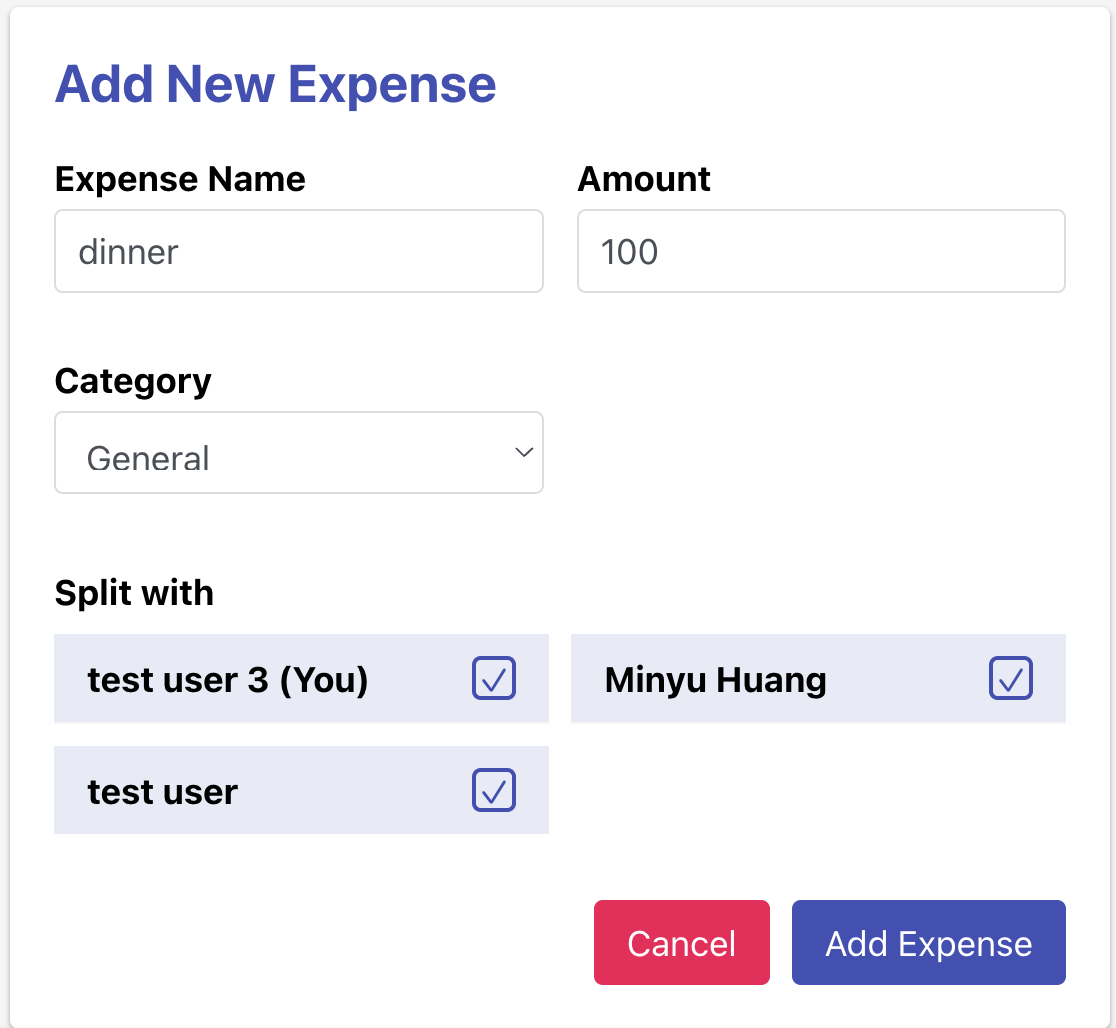 Add New Expense
Expense Name
Amount
dinner
100
Category
General
Split with
test user 3 (You)
Minyu Huang
test user
Cancel
Add Expense